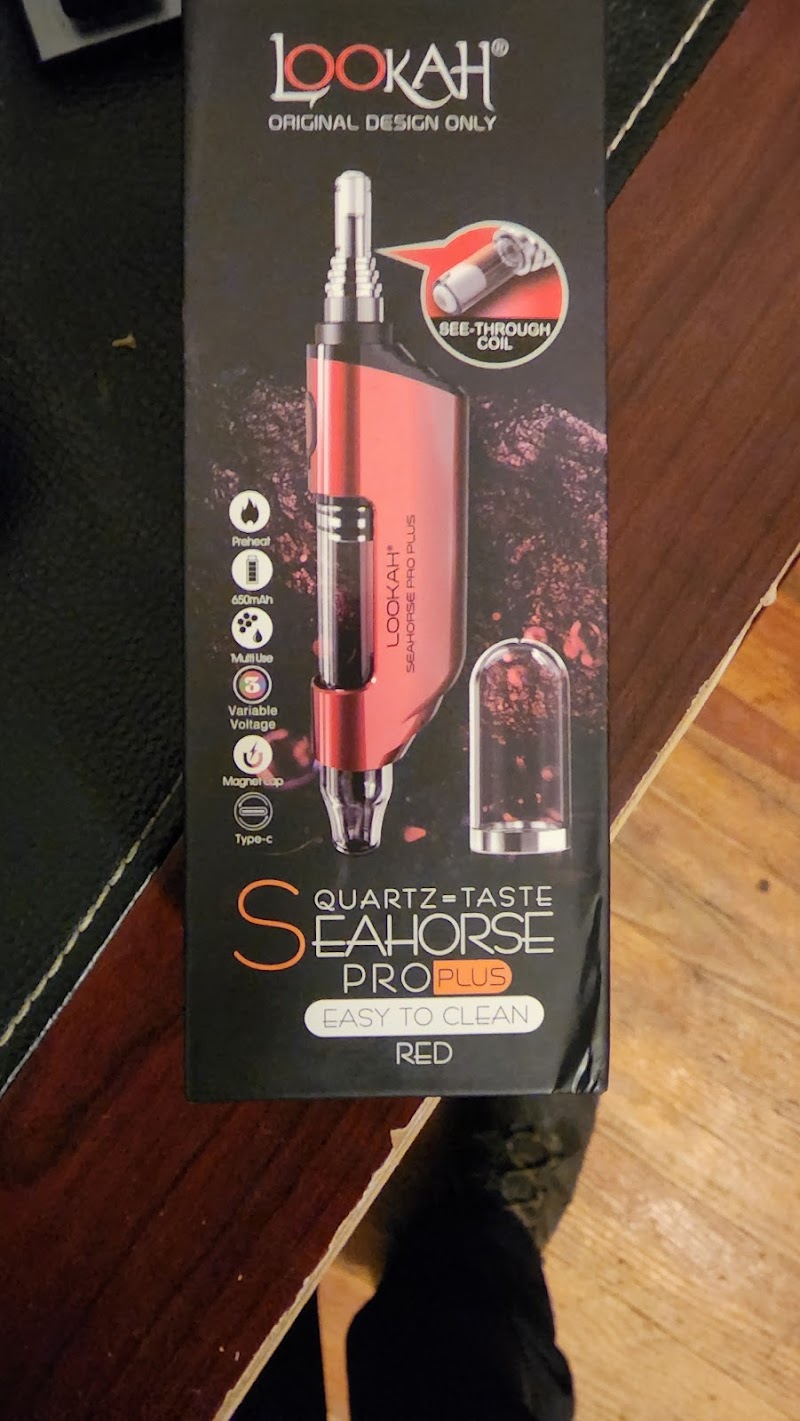 LOOKAH®
ORIGINAL DESIGN ONLY
SEE-THROUGH
COIL
LOOKAH®
SEAHORSE PRO PLUS
Preheat
650mAh
Multi Use
3
Variable
Voltage
Magnet Cap
Type-c
QUARTZ=TASTE
SEAHORSE
PRO PLUS
EASY TO CLEAN
RED